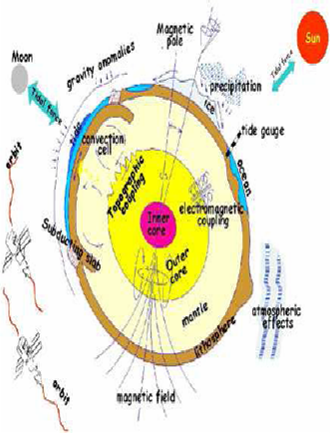 Magnetic
pole
Sun
Moon
gravity anomalies
Tidal force
precipitation
ice
Tidal force
tide
tide gauge
convection
cell
orbit
ocean
Topographic
coupling
electromagnetic
coupling
Inner
core
Subducting slab
Outer
core
mantle
atmospheric
effects
lithosphere
orbit
magnetic field